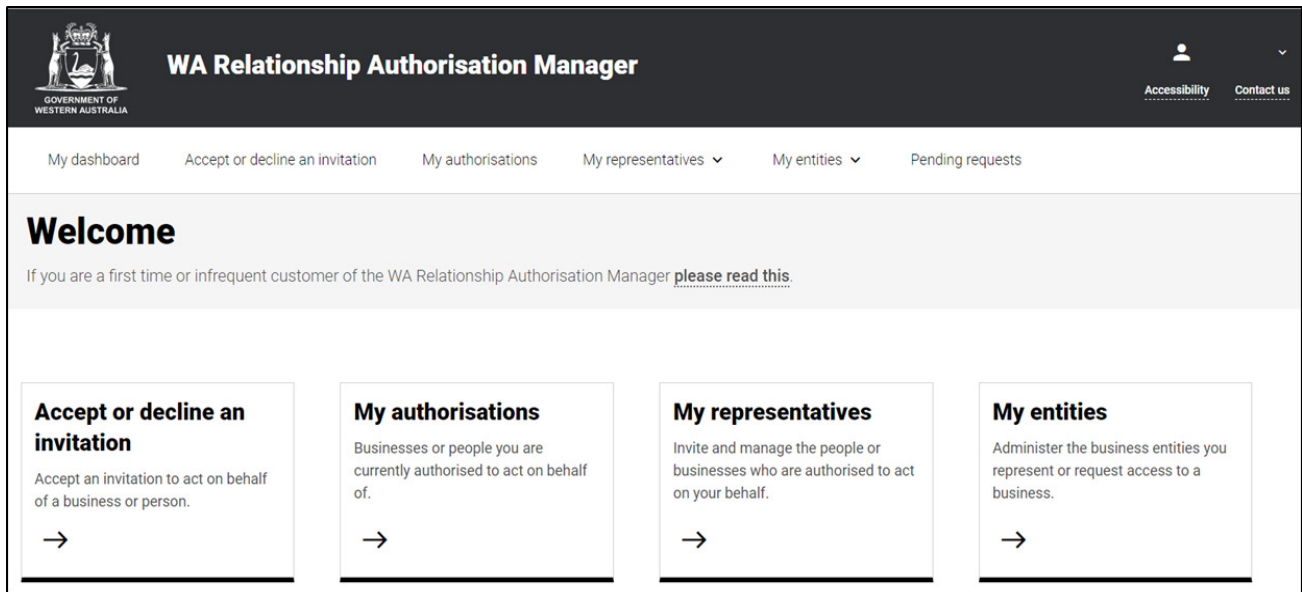 GOVERNMENT OF
WESTERN AUSTRALIA
WA Relationship Authorisation Manager
Accessibility
Contact us
My dashboard
Accept or decline an invitation
My authorisations
My representatives
My entities
Pending requests
Welcome
If you are a first time or infrequent customer of the WA Relationship Authorisation Manager please read this.
Accept or decline an
invitation
Accept an invitation to act on behalf
of a business or person.
My authorisations
Businesses or people you are
currently authorised to act on behalf
of.
My representatives
Invite and manage the people or
businesses who are authorised to act
on your behalf.
My entities
Administer the business entities you
represent or request access to a
business.